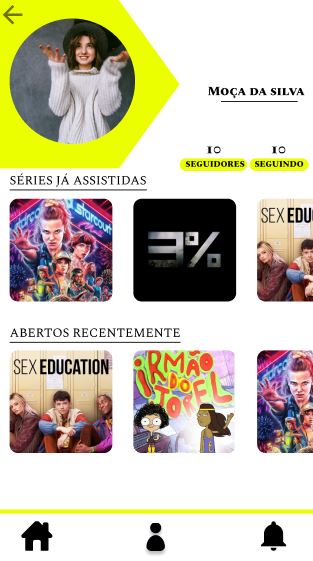 MOÇA DA SILVA
10 10
SEGUIDORES SEGUINDO
SÉRIES JÁ ASSISTIDAS
3%
SEX EDU
ABERTOS RECENTEMENTE
SEX EDUCATION
IRMÃO
DO
JOREL